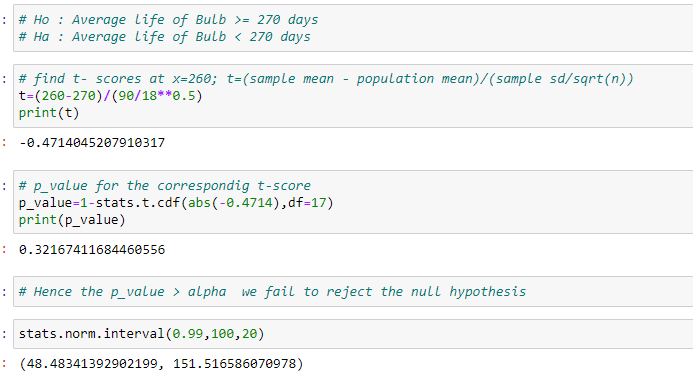 # Ho : Average life of Bulb >= 270 days
# Ha : Average life of Bulb < 270 days
# find t- scores at x=260; t=(sample mean - population mean)/(sample sd/sqrt(n))
t=(260-270)/(90/18**0.5)
print(t)
-0.4714045207910317
# p_value for the correspondig t-score
p_value=1-stats.t.cdf(abs(-0.4714),df=17)
print(p_value)
0.32167411684460556
# Hence the p_value > alpha  we fail to reject the null hypothesis
stats.norm.interval(0.99,100,20)
(48.48341392902199, 151.516586070978)